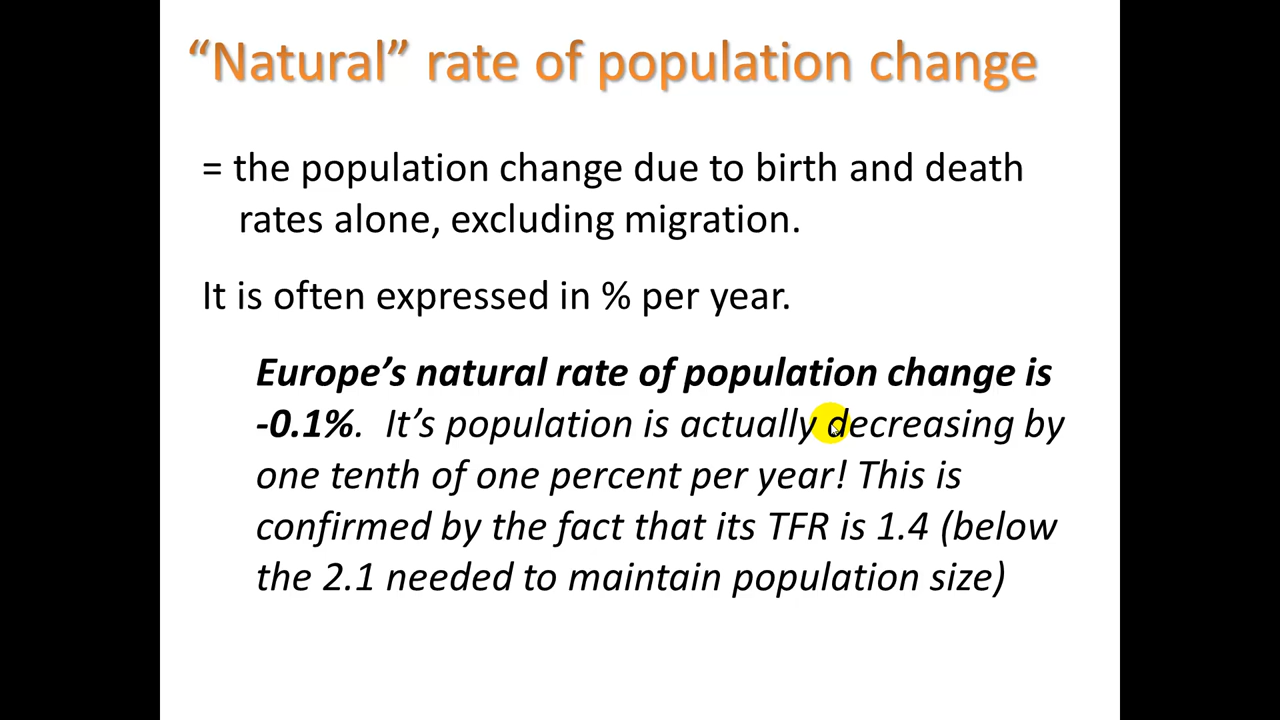 “Natural” rate of population change
= the population change due to birth and death
rates alone, excluding migration.
It is often expressed in % per year.
Europe’s natural rate of population change is
-0.1%.  It’s population is actually decreasing by
one tenth of one percent per year! This is
confirmed by the fact that its TFR is 1.4 (below
the 2.1 needed to maintain population size)